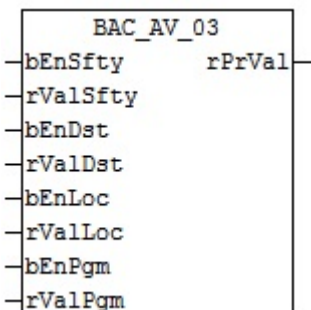 BAC_AV_03
bEnSfty rPrVal
rValSfty
bEnDst
rValDst
bEnLoc
rValLoc
bEnPgm
rValPgm